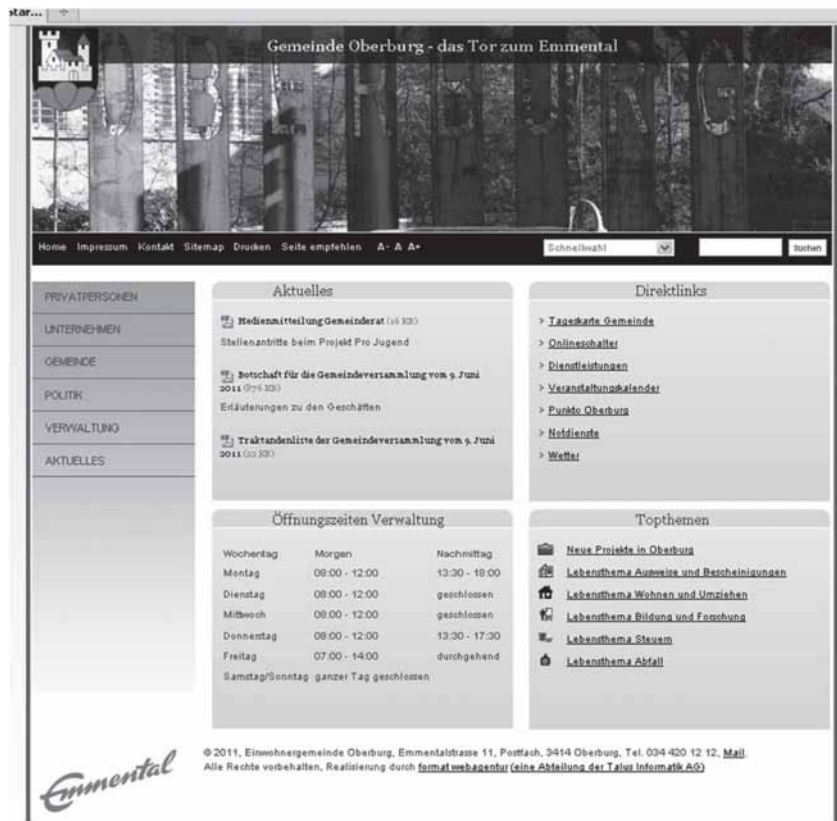 Star...
Gemeinde Oberburg - das Tor zum Emmental
OBERBURG
Home Impressum Kontakt Sitemap Drucken Seite empfehlen A- A A+ Schnellwahl Suchen
PRIVATPERSONEN
UNTERNEHMEN
GEMEINDE
POLITIK
VERWALTUNG
AKTUELLES
Aktuelles
Medienmitteilung Gemeinderat (16 KB)
Stellenantritte beim Projekt Pro Jugend
Botschaft für die Gemeindeversammlung vom 9. Juni
2011 (876 KB)
Erläuterungen zu den Geschäften
Traktandenliste der Gemeindeversammlung vom 9. Juni
2011 (22 KB)
Direktlinks
> Tageskarte Gemeinde
> Onlineschalter
> Dienstleistungen
> Veranstaltungskalender
> Punkto Oberburg
> Notdienste
> Wetter
Öffnungszeiten Verwaltung
Wochentag Morgen Nachmittag
Montag 08:00 - 12:00 13:30 - 18:00
Dienstag 08:00 - 12:00 geschlossen
Mittwoch 08:00 - 12:00 geschlossen
Donnerstag 08:00 - 12:00 13:30 - 17:30
Freitag 07:00 - 14:00 durchgehend
Samstag/Sonntag ganzer Tag geschlossen
Topthemen
Neue Projekte in Oberburg
Lebensthema Ausweise und Bescheinigungen
Lebensthema Wohnen und Umziehen
Lebensthema Bildung und Forschung
Lebensthema Steuern
Lebensthema Abfall
Emmental
© 2011, Einwohnergemeinde Oberburg, Emmentalstrasse 11, Postfach, 3414 Oberburg, Tel. 034 420 12 12, Mail.
Alle Rechte vorbehalten, Realisierung durch format webagentur (eine Abteilung der Talus Informatik AG)